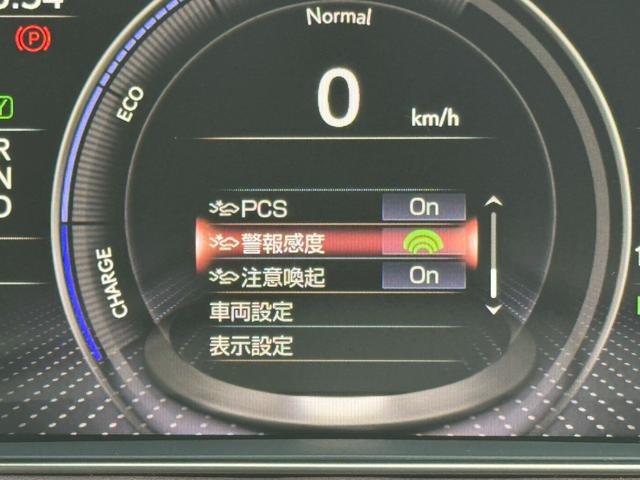 Normal
ECO
0 km/h
PCS On
警報感度
注意喚起 On
車両設定
表示設定
CHARGE
P
R
N
D